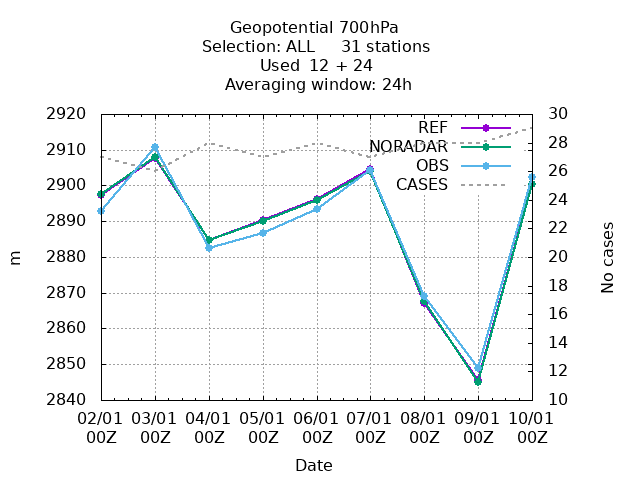 Geopotential 700hPa
Selection: ALL 31 stations
Used 12 + 24
Averaging window: 24h
2920
2910
2900
2890
2880
2870
2860
2850
2840
m
30
28
26
24
22
20
18
16
14
12
10
No cases
REF
NORADAR
OBS
CASES
02/01 03/01 04/01 05/01 06/01 07/01 08/01 09/01 10/01
00Z 00Z 00Z 00Z 00Z 00Z 00Z 00Z 00Z
Date